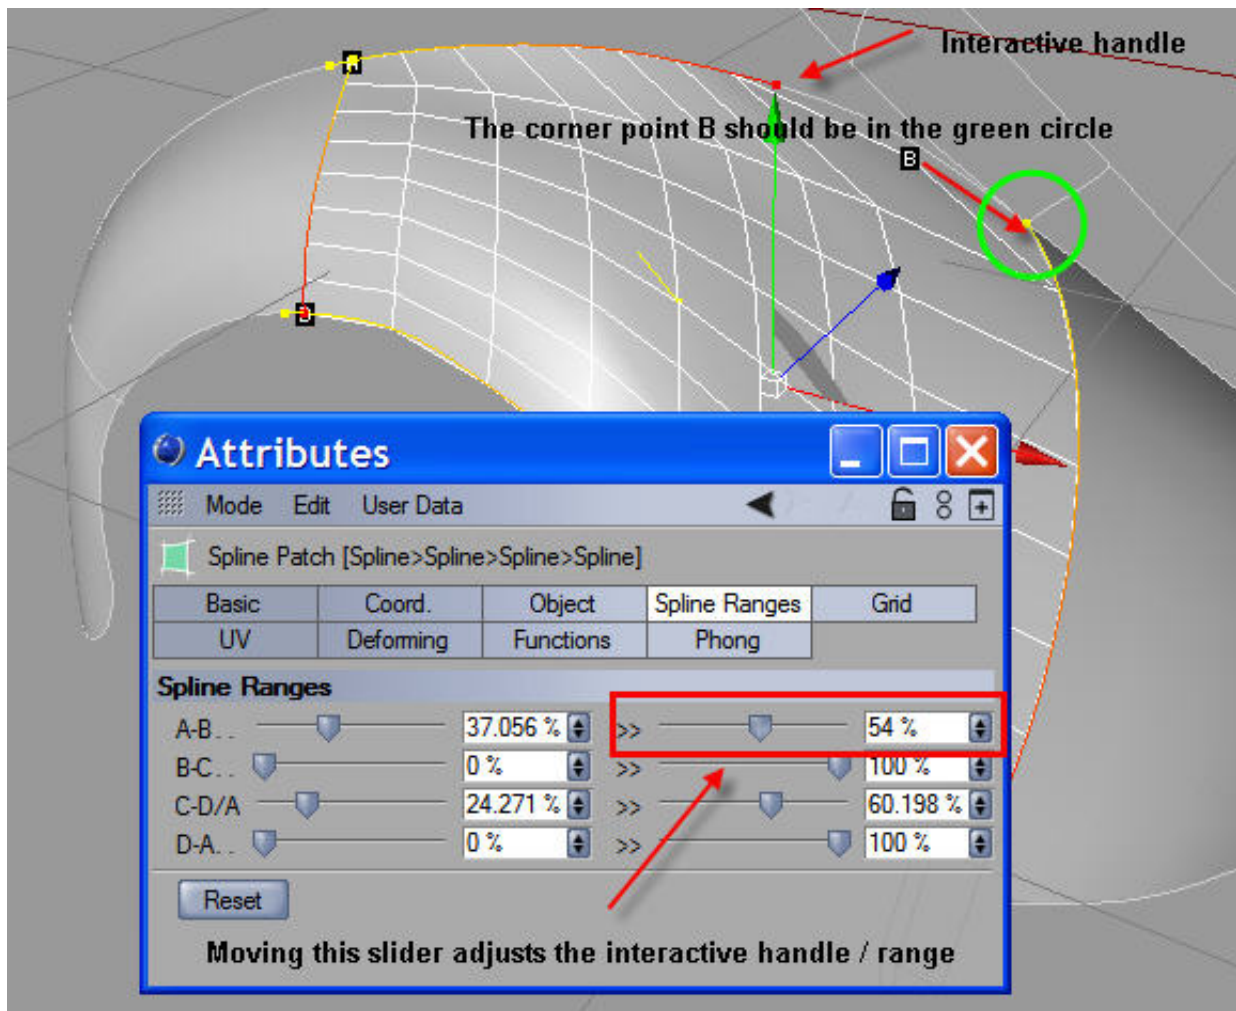 Interactive handle
The corner point B should be in the green circle
A
B
D
Attributes
Mode Edit User Data
Spline Patch [Spline>Spline>Spline>Spline]
Basic Coord. Object Spline Ranges Grid
UV Deforming Functions Phong
Spline Ranges
A-B . . 37.056 % >> 54 %
B-C . . 0 % >> 100 %
C-D/A 24.271 % >> 60.198 %
D-A. . 0 % >> 100 %
Reset
Moving this slider adjusts the interactive handle / range